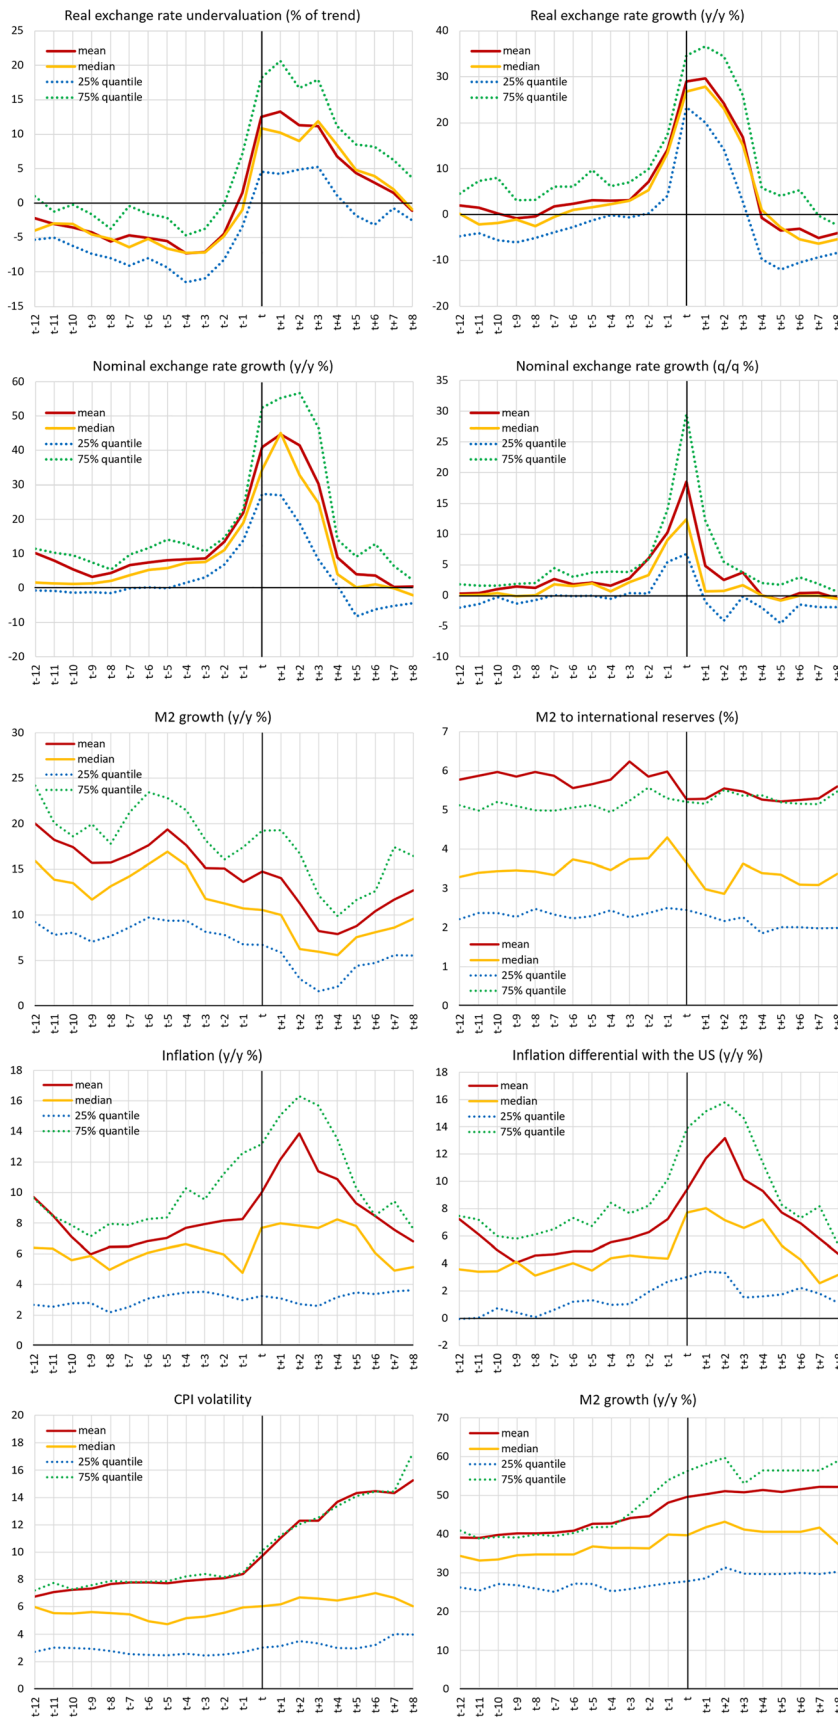 Real exchange rate undervaluation (% of trend)
25
20
15
10
5
0
-5
-10
-15
mean
median
25% quantile
75% quantile
t-12
t-11
t-10
t-9
t-8
t-7
t-6
t-5
t-4
t-3
t-2
t-1
t
t+1
t+2
t+3
t+4
t+5
t+6
t+7
t+8
Real exchange rate growth (y/y %)
40
30
20
10
0
-10
-20
mean
median
25% quantile
75% quantile
t-12
t-11
t-10
t-9
t-8
t-7
t-6
t-5
t-4
t-3
t-2
t-1
t
t+1
t+2
t+3
t+4
t+5
t+6
t+7
t+8
Nominal exchange rate growth (y/y %)
60
50
40
30
20
10
0
-10
-20
mean
median
25% quantile
75% quantile
t-12
t-11
t-10
t-9
t-8
t-7
t-6
t-5
t-4
t-3
t-2
t-1
t
t+1
t+2
t+3
t+4
t+5
t+6
t+7
t+8
Nominal exchange rate growth (q/q %)
35
30
25
20
15
10
5
0
-5
-10
mean
median
25% quantile
75% quantile
t-12
t-11
t-10
t-9
t-8
t-7
t-6
t-5
t-4
t-3
t-2
t-1
t
t+1
t+2
t+3
t+4
t+5
t+6
t+7
t+8
M2 growth (y/y %)
30
25
20
15
10
5
0
mean
median
25% quantile
75% quantile
t-12
t-11
t-10
t-9
t-8
t-7
t-6
t-5
t-4
t-3
t-2
t-1
t
t+1
t+2
t+3
t+4
t+5
t+6
t+7
t+8
M2 to international reserves (%)
7
6
5
4
3
2
1
0
mean
median
25% quantile
75% quantile
t-12
t-11
t-10
t-9
t-8
t-7
t-6
t-5
t-4
t-3
t-2
t-1
t
t+1
t+2
t+3
t+4
t+5
t+6
t+7
t+8
Inflation (y/y %)
18
16
14
12
10
8
6
4
2
0
mean
median
25% quantile
75% quantile
t-12
t-11
t-10
t-9
t-8
t-7
t-6
t-5
t-4
t-3
t-2
t-1
t
t+1
t+2
t+3
t+4
t+5
t+6
t+7
t+8
Inflation differential with the US (y/y %)
18
16
14
12
10
8
6
4
2
0
-2
mean
median
25% quantile
75% quantile
t-12
t-11
t-10
t-9
t-8
t-7
t-6
t-5
t-4
t-3
t-2
t-1
t
t+1
t+2
t+3
t+4
t+5
t+6
t+7
t+8
CPI volatility
20
18
16
14
12
10
8
6
4
2
0
mean
median
25% quantile
75% quantile
t-12
t-11
t-10
t-9
t-8
t-7
t-6
t-5
t-4
t-3
t-2
t-1
t
t+1
t+2
t+3
t+4
t+5
t+6
t+7
t+8
M2 growth (y/y %)
70
60
50
40
30
20
10
0
mean
median
25% quantile
75% quantile
t-12
t-11
t-10
t-9
t-8
t-7
t-6
t-5
t-4
t-3
t-2
t-1
t
t+1
t+2
t+3
t+4
t+5
t+6
t+7
t+8